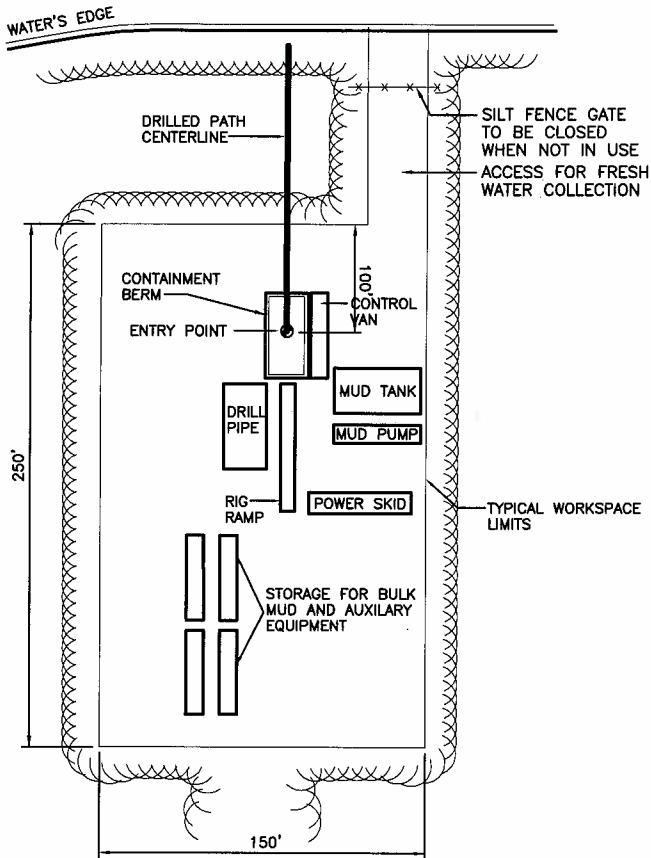 WATER'S EDGE
DRILLED PATH
CENTERLINE
SILT FENCE GATE
TO BE CLOSED
WHEN NOT IN USE
ACCESS FOR FRESH
WATER COLLECTION
100'
CONTAINMENT
BERM
CONTROL
VAN
ENTRY POINT
MUD TANK
DRILL
PIPE
MUD PUMP
250'
RIG
RAMP
POWER SKID
TYPICAL WORKSPACE
LIMITS
STORAGE FOR BULK
MUD AND AUXILARY
EQUIPMENT
150'